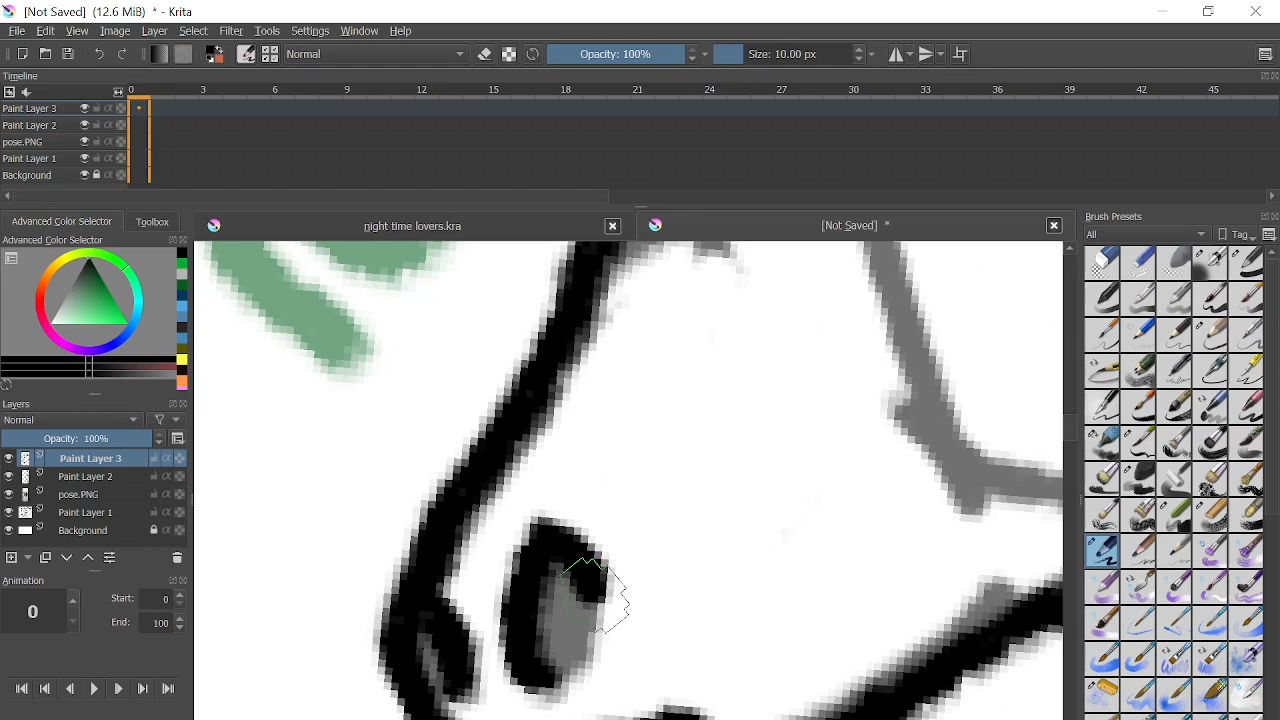 [Not Saved] (12.6 MiB) * - Krita
File Edit View Image Layer Select Filter Tools Settings Window Help
Normal Opacity: 100% Size: 10.00 px
Timeline
0 3 6 9 12 15 18 21 24 27 30 33 36 39 42 45
Paint Layer 3
Paint Layer 2
pose.PNG
Paint Layer 1
Background
Advanced Color Selector Toolbox
night time lovers.kra
[Not Saved] *
Brush Presets
Advanced Color Selector
All
Tag
Layers
Normal
Opacity: 100%
Paint Layer 3
Paint Layer 2
pose.PNG
Paint Layer 1
Background
Animation
0
Start: 0
End: 100